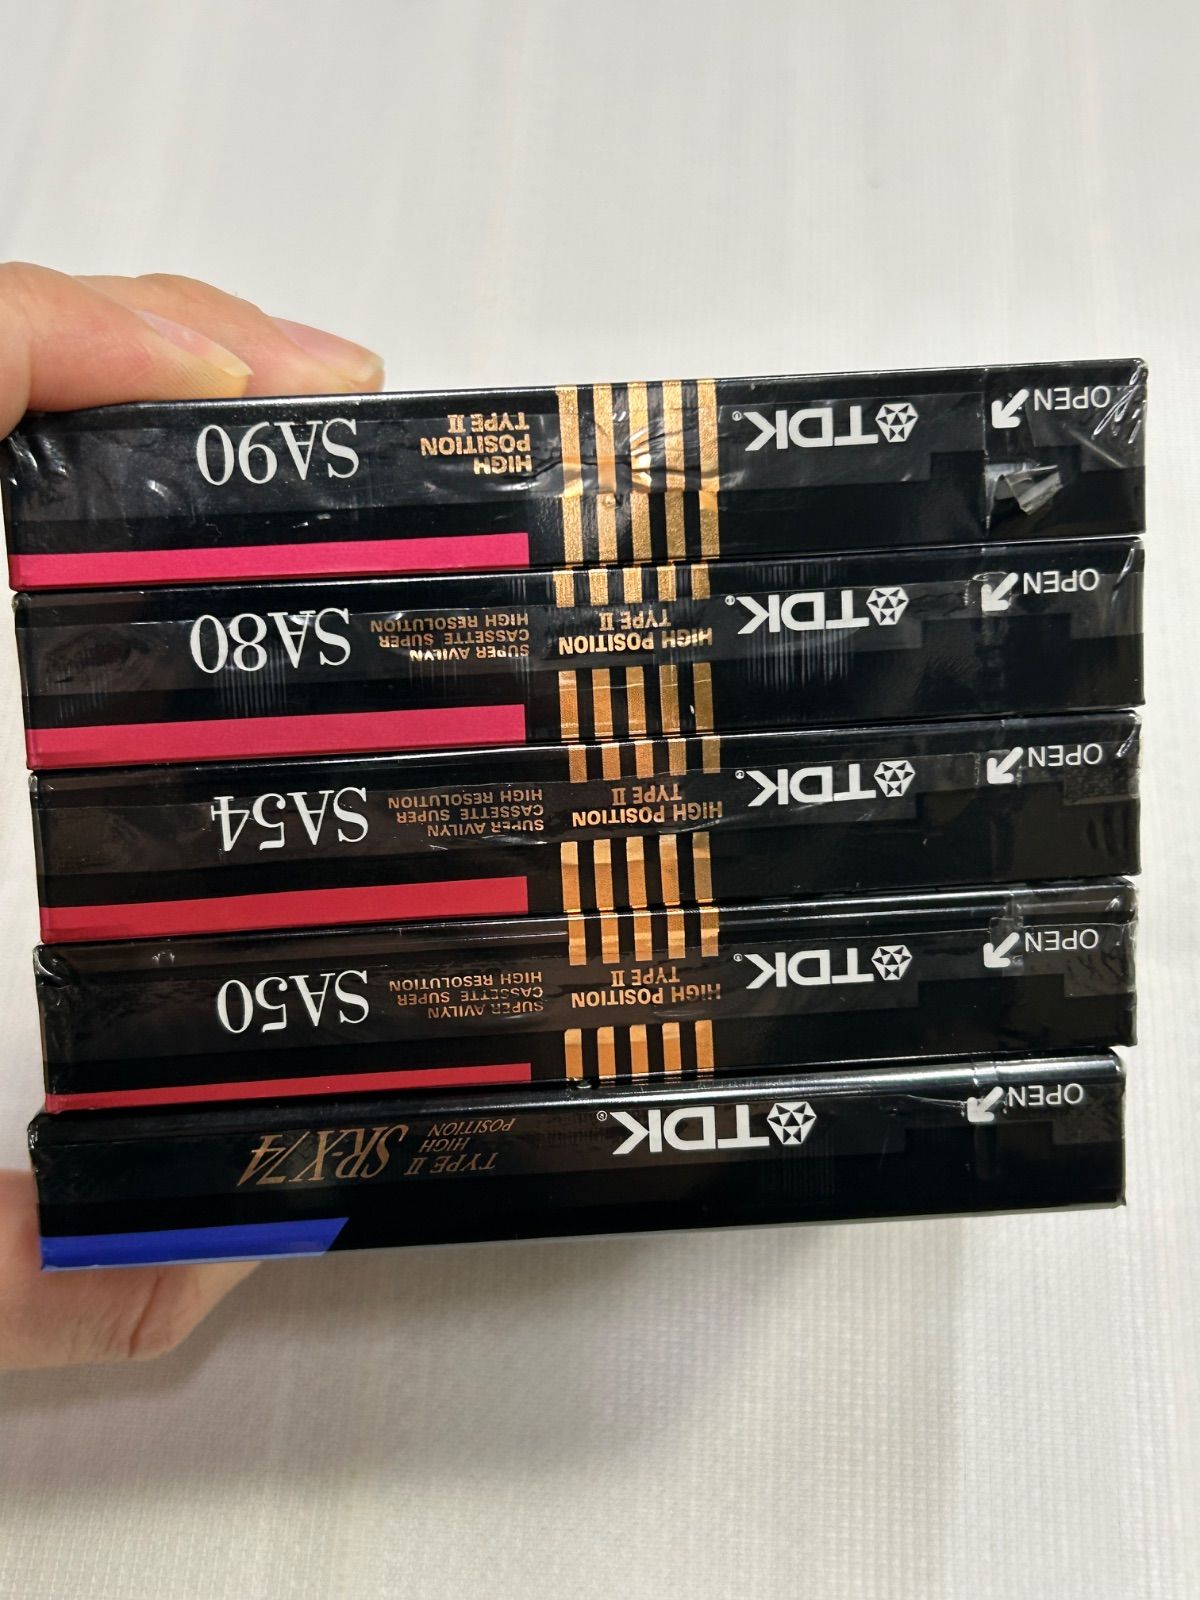 OPEN
TDK®
TYPE II
HIGH
POSITION
SR-X74
OPEN
TDK®
HIGH POSITION
TYPE II
SUPER AVILYN
CASSETTE SUPER
HIGH RESOLUTION
SA50
OPEN
TDK®
HIGH POSITION
TYPE II
SUPER AVILYN
CASSETTE SUPER
HIGH RESOLUTION
SA54
OPEN
TDK®
HIGH POSITION
TYPE II
SUPER AVILYN
CASSETTE SUPER
HIGH RESOLUTION
SA80
OPEN
TDK®
HIGH
POSITION
TYPE II
SA90